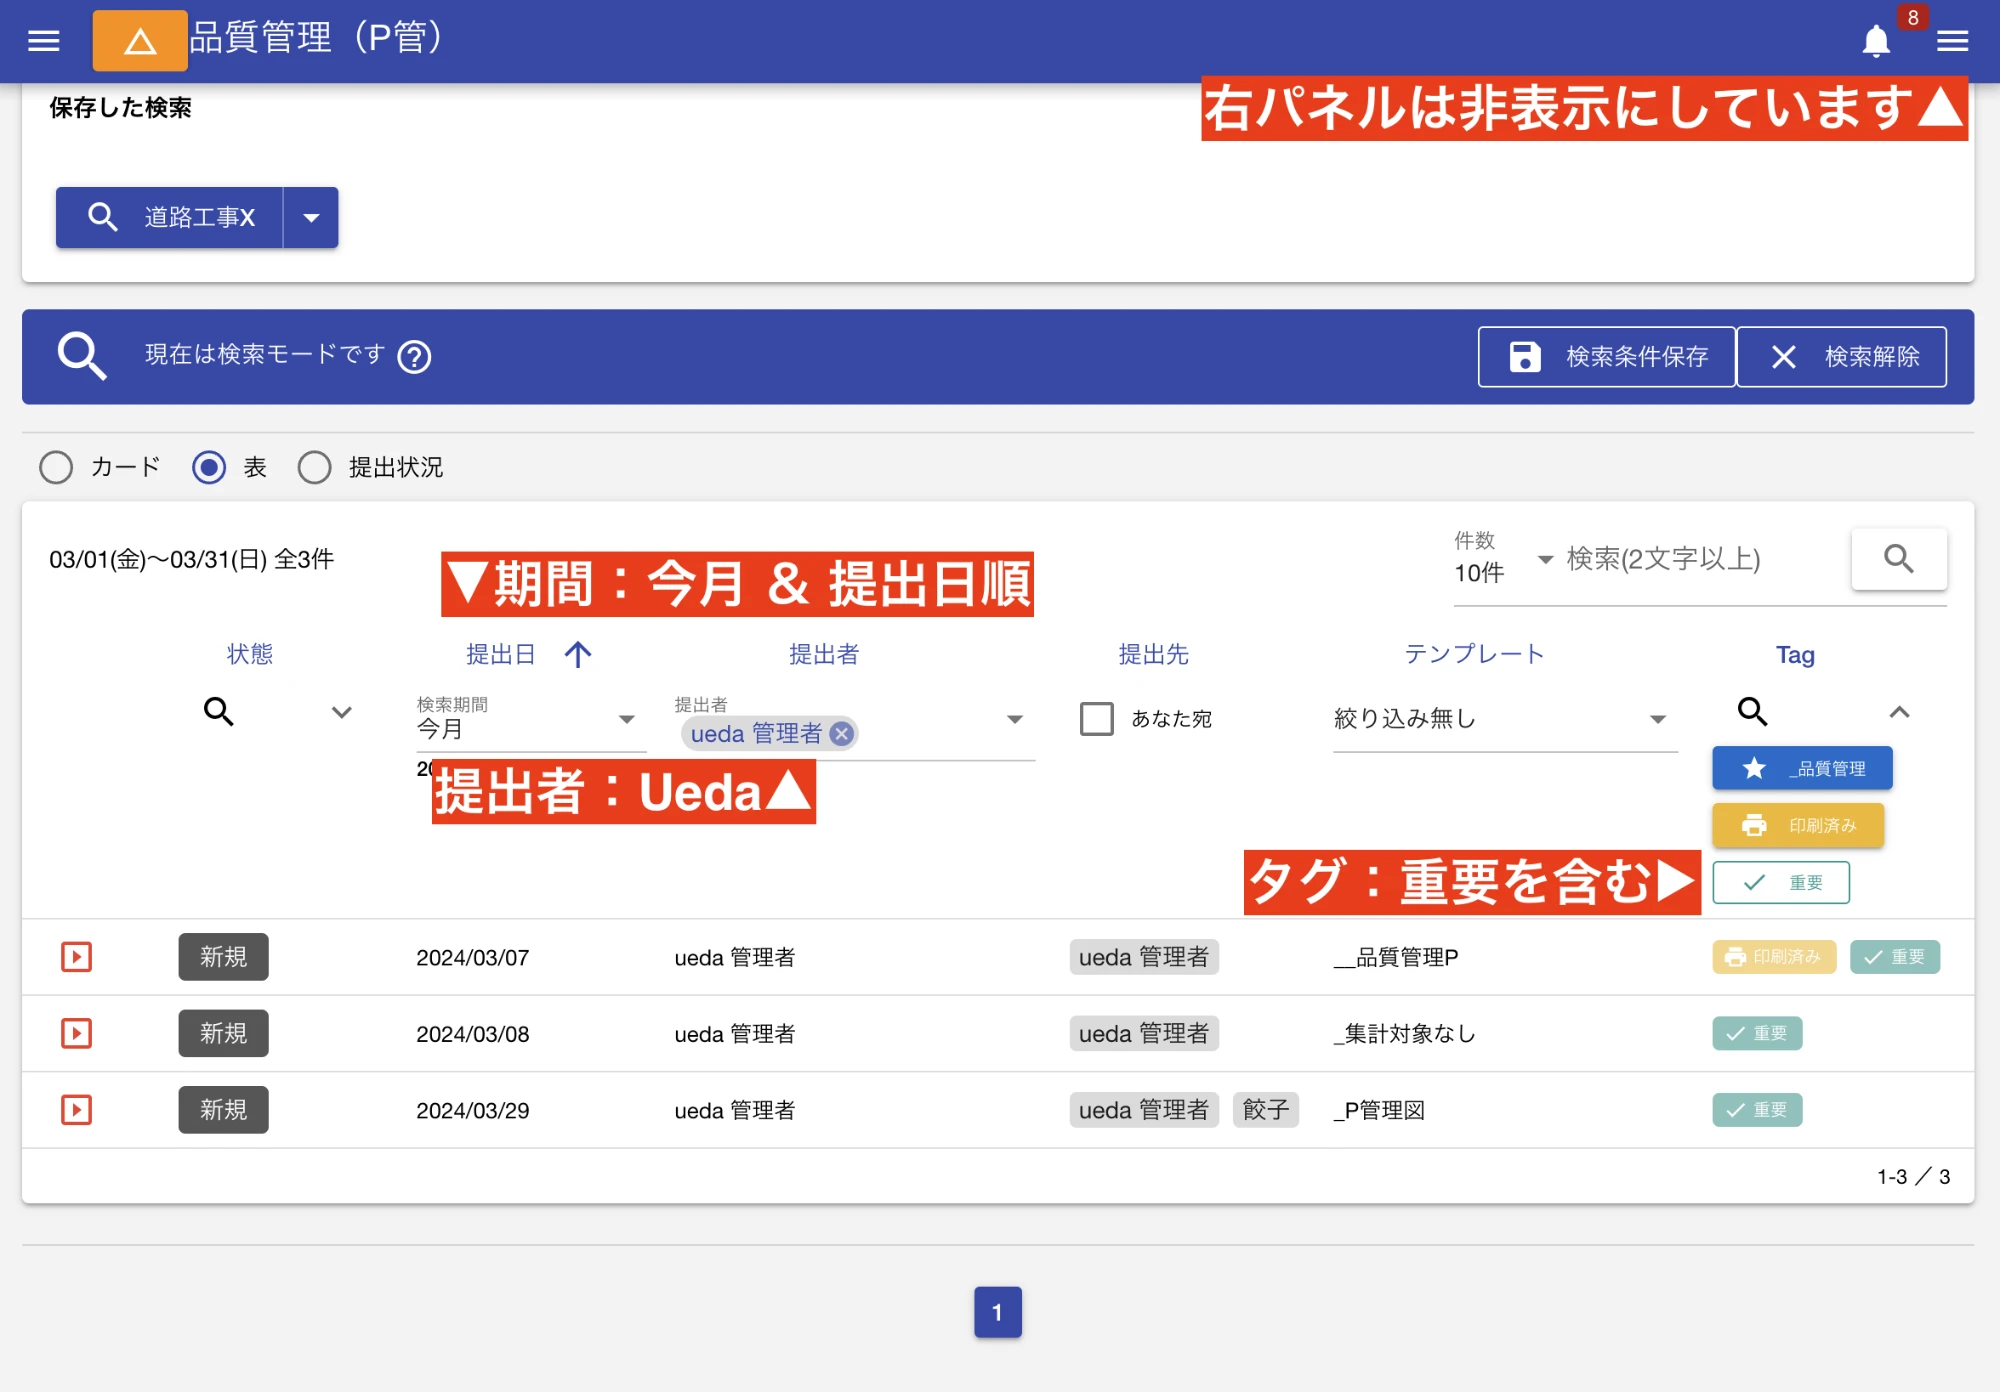 品質管理（P管）
8
右パネルは非表示にしています▲
保存した検索
道路工事X
現在は検索モードです
検索条件保存
検索解除
カード 表 提出状況
03/01(金)〜03/31(日) 全3件
▼期間：今月 & 提出日順
件数
10件
検索(2文字以上)
状態 提出日 提出者 提出先 テンプレート Tag
検索期間
今月
提出者
ueda 管理者
あなた宛
絞り込み無し
_品質管理
提出者：Ueda▲
印刷済み
タグ：重要を含む▶
重要
新規 2024/03/07 ueda 管理者 ueda 管理者 __品質管理P 印刷済み 重要
新規 2024/03/08 ueda 管理者 ueda 管理者 _集計対象なし 重要
新規 2024/03/29 ueda 管理者 ueda 管理者 餃子 _P管理図 重要
1-3 ／ 3
1